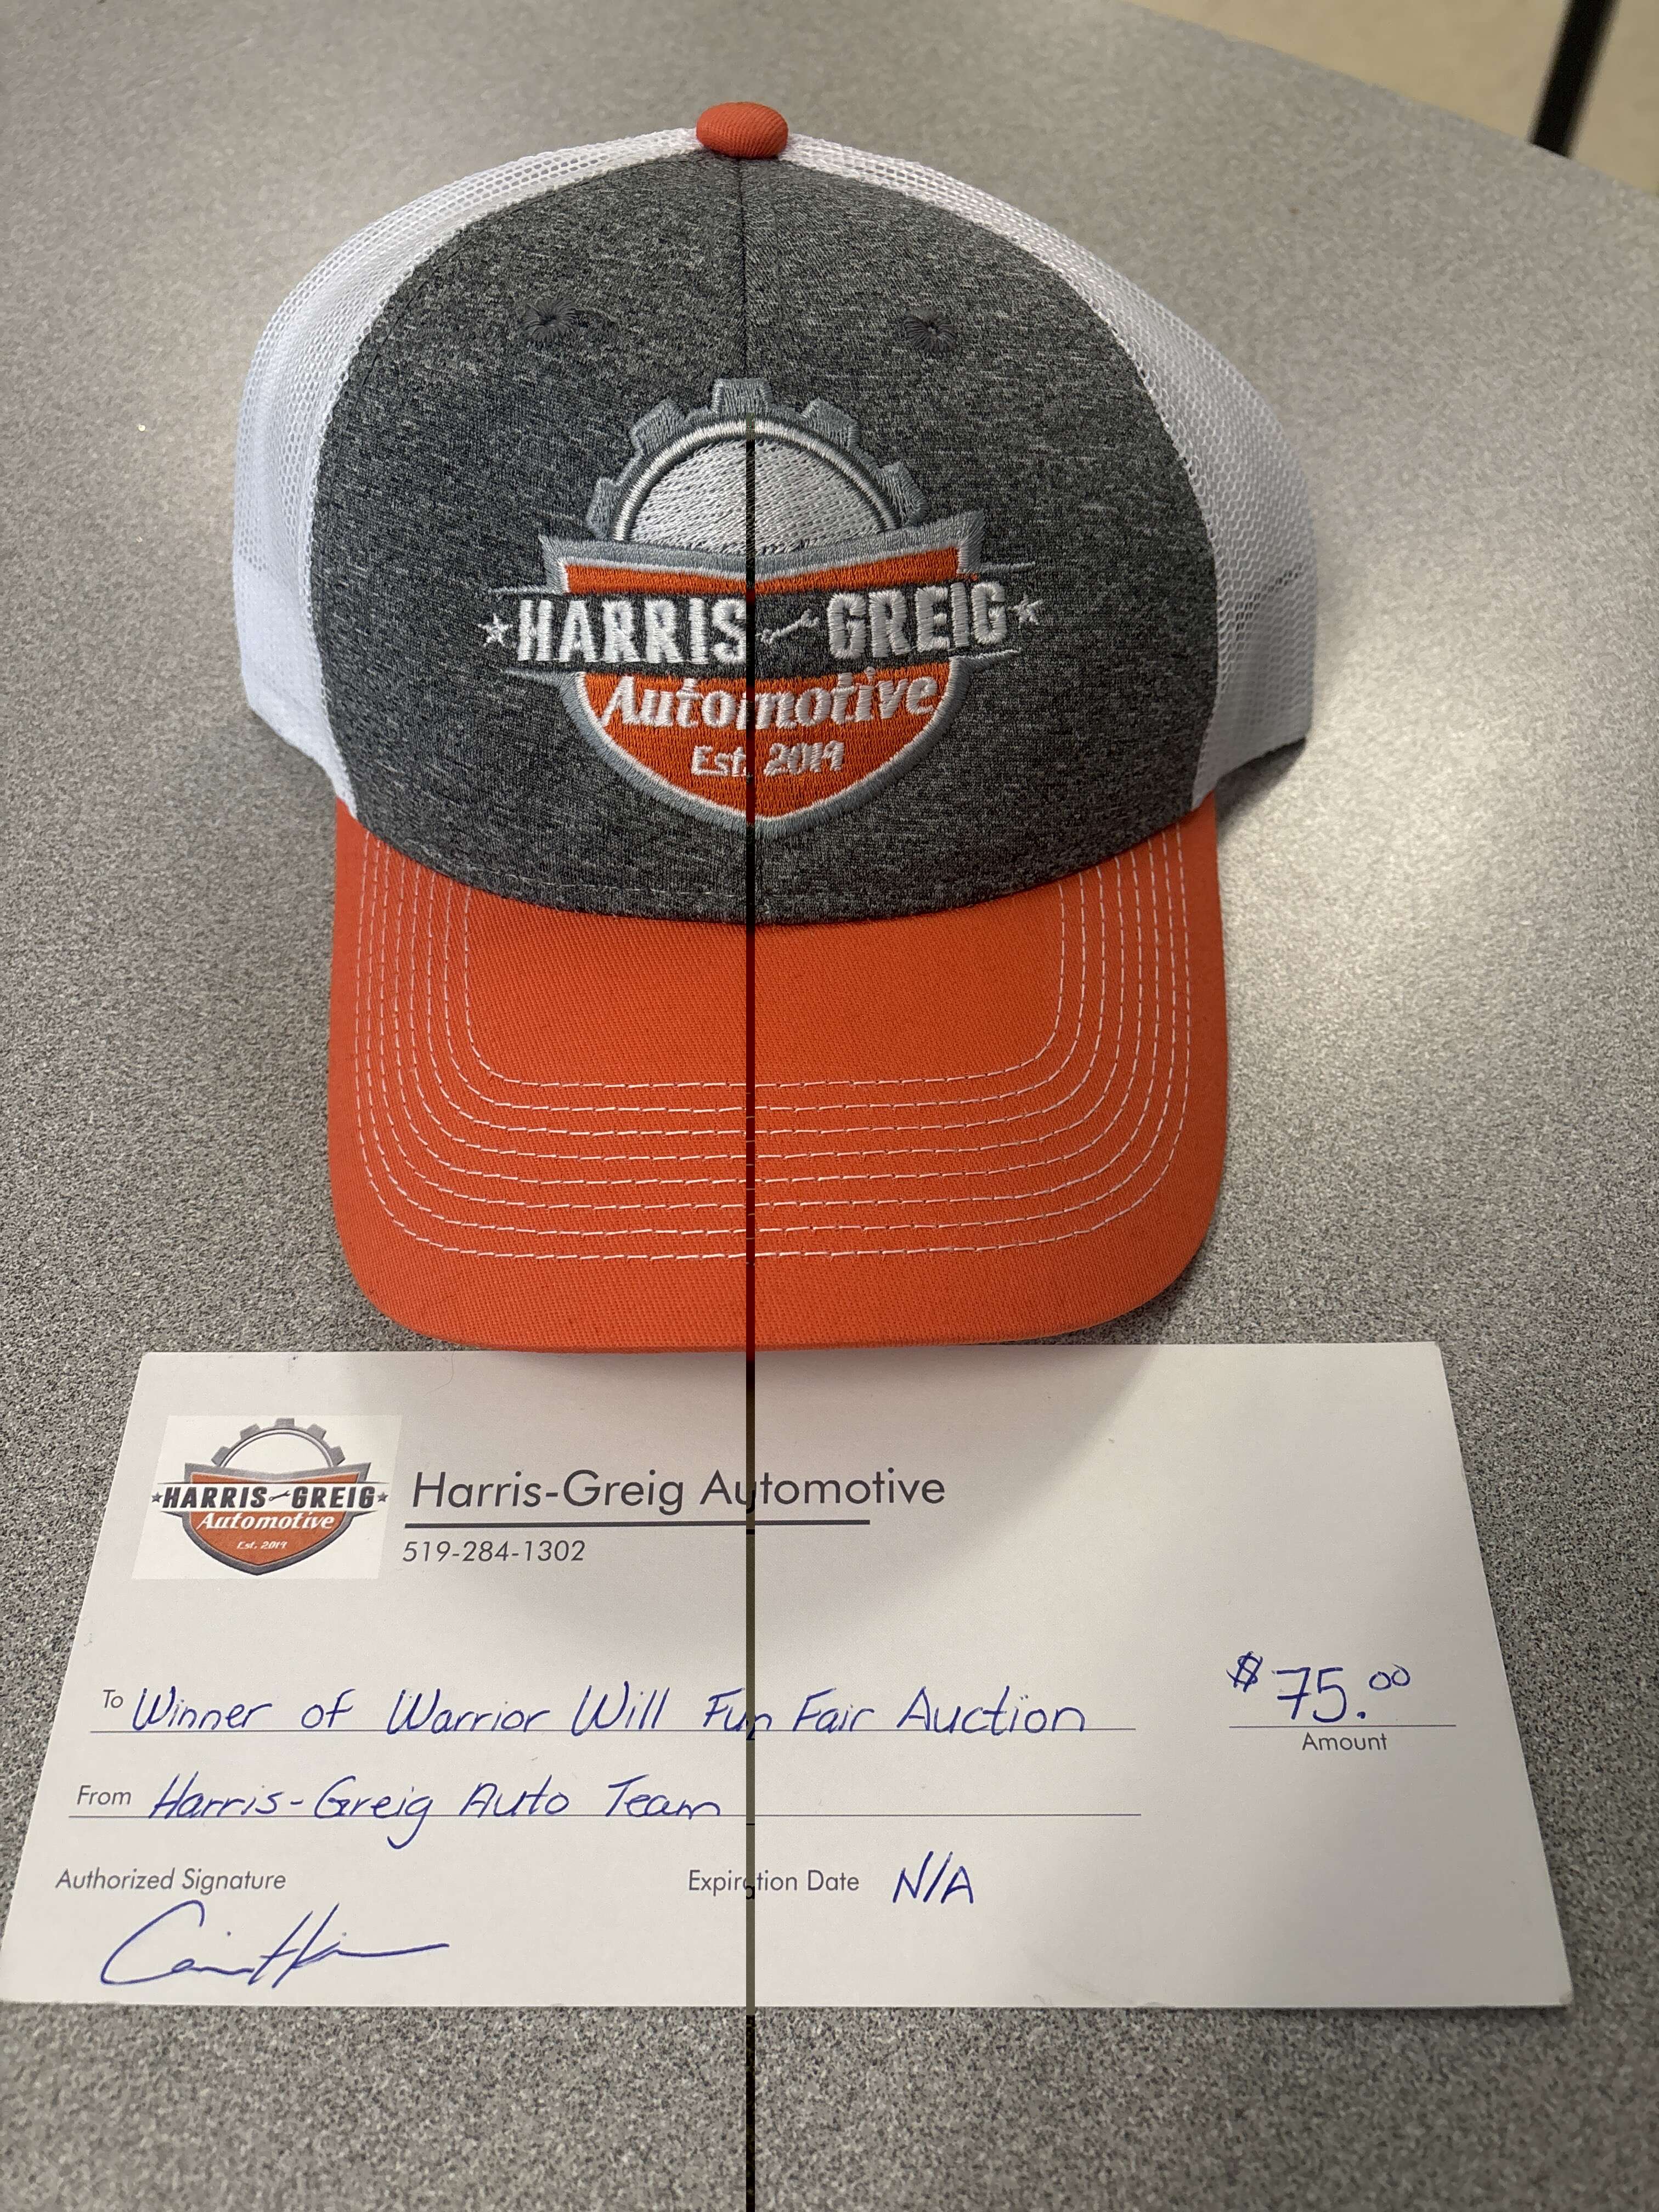 HARRIS GREIG
Automotive
Est. 2019
HARRIS GREIG
Automotive
Est. 2019
Harris-Greig Automotive
519-284-1302
To Winner of Warrior Will Fun Fair Auction
$75.00
Amount
From Harris-Greig Auto Team
Authorized Signature
Expiration Date N/A